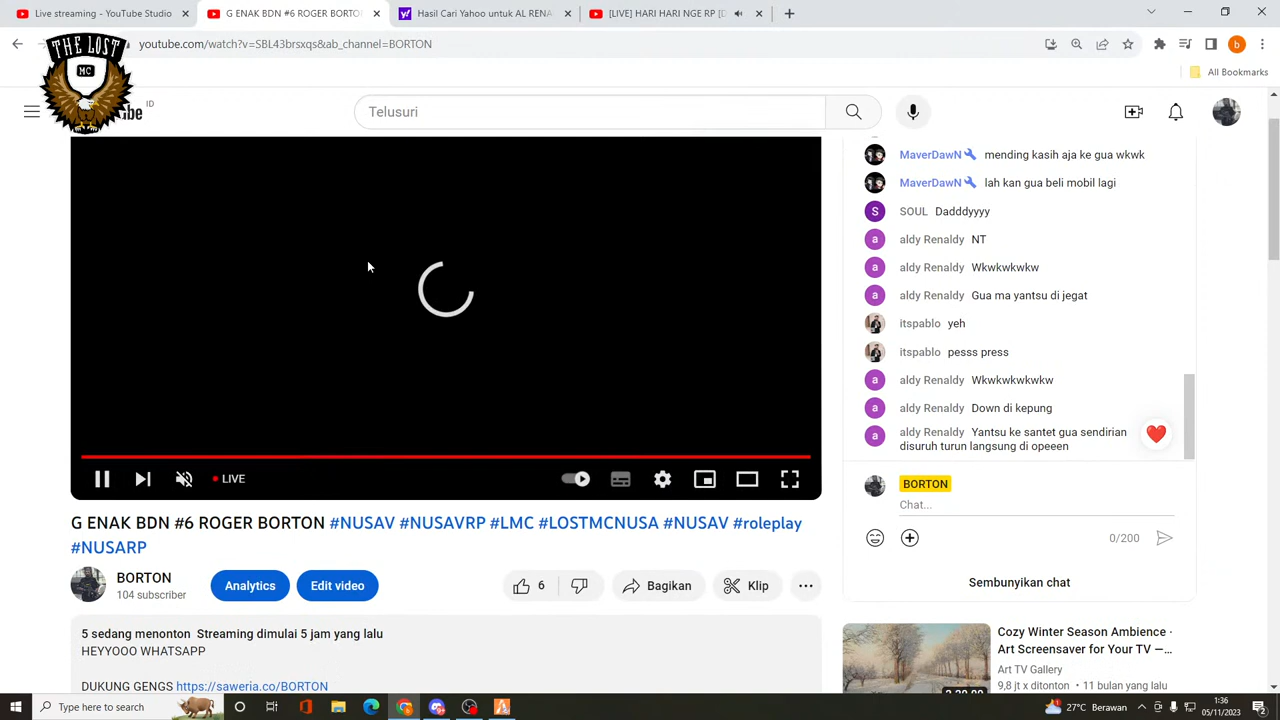 Live streaming - YouTube Studio
G ENAK BDN #6 ROGER BORTON
Hasil Cari Yahoo untuk AL RENA
[LIVE] MH HARI NGE RP [D
youtube.com/watch?v=SBL43brsxqs&ab_channel=BORTON
b
All Bookmarks
THE LOST
MC
be
ID
Telusuri
MaverDawN mending kasih aja ke gua wkwk
MaverDawN lah kan gua beli mobil lagi
S SOUL Dadddyyyy
a aldy Renaldy NT
a aldy Renaldy Wkwkwkwkw
a aldy Renaldy Gua ma yantsu di jegat
itspablo yeh
itspablo pesss press
a aldy Renaldy Wkwkwkwkwkw
a aldy Renaldy Down di kepung
a aldy Renaldy Yantsu ke santet gua sendirian
disuruh turun langsung di opeeen
BORTON
Chat...
0/200
Sembunyikan chat
LIVE
G ENAK BDN #6 ROGER BORTON #NUSAV #NUSAVRP #LMC #LOSTMCNUSA #NUSAV #roleplay
#NUSARP
BORTON
104 subscriber
Analytics
Edit video
6
Bagikan
Klip
5 sedang menonton Streaming dimulai 5 jam yang lalu
HEYYOOO WHATSAPP
DUKUNG GENGS https://saweria.co/BORTON
Cozy Winter Season Ambience ·
Art Screensaver for Your TV —...
Art TV Gallery
9,8 jt x ditonton • 11 bulan yang lalu
Type here to search
27°C Berawan
1:36
05/11/2023
2